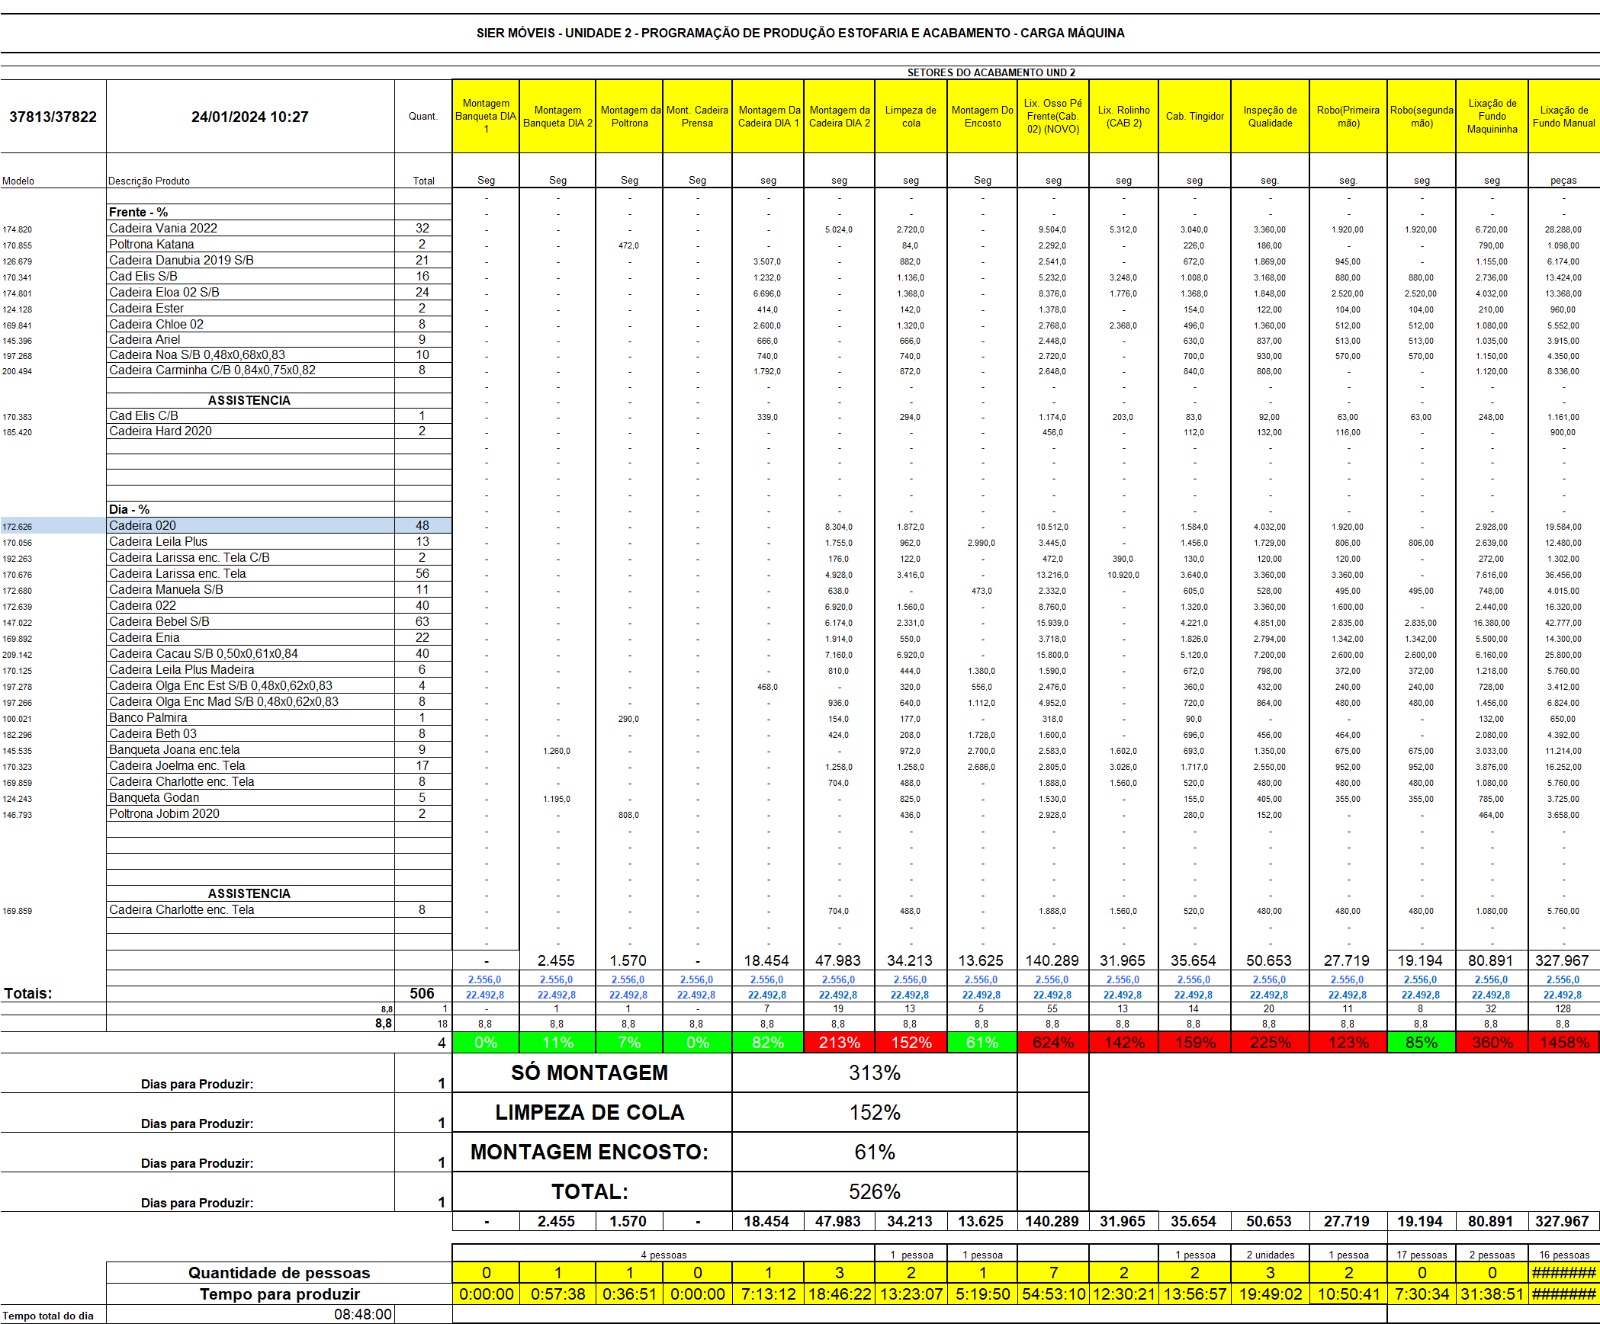 SIER MÓVEIS - UNIDADE 2 - PROGRAMAÇÃO DE PRODUÇÃO ESTOFARIA E ACABAMENTO - CARGA MÁQUINA
SETORES DO ACABAMENTO UND 2
37813/37822 24/01/2024 10:27 Quant. Montagem Banqueta DIA 1 Montagem Banqueta DIA 2 Montagem da Poltrona Mont. Cadeira Prensa Montagem Da Cadeira DIA 1 Montagem da Cadeira DIA 2 Limpeza de cola Montagem Do Encosto Lix. Osso Pé Frente(Cab. 02) (NOVO) Lix. Rolinho (CAB 2) Cab. Tingidor Inspeção de Qualidade Robo(Primeira mão) Robo(segunda mão) Lixação de Fundo Maquininha Lixação de Fundo Manual
Modelo Descrição Produto Total Seg Seg Seg Seg seg seg seg Seg seg seg seg seg. seg. seg seg peças
- - - - - - - - - - - - - - - -
Frente - % - - - - - - - - - - - - - - - -
174.820 Cadeira Vania 2022 32 - - - - - 5.024,0 2.720,0 - 9.504,0 5.312,0 3.040,0 3.360,00 1.920,00 1.920,00 6.720,00 28.288,00
170.855 Poltrona Katana 2 - - 472,0 - - - 84,0 - 2.292,0 - 226,0 186,00 - - 790,00 1.098,00
126.679 Cadeira Danubia 2019 S/B 21 - - - - 3.507,0 - 882,0 - 2.541,0 - 672,0 1.869,00 945,00 - 1.155,00 6.174,00
170.341 Cad Elis S/B 16 - - - - 1.232,0 - 1.136,0 - 5.232,0 3.248,0 1.008,0 3.168,00 880,00 880,00 2.736,00 13.424,00
174.801 Cadeira Eloa 02 S/B 24 - - - - 6.696,0 - 1.368,0 - 8.376,0 1.776,0 1.368,0 1.848,00 2.520,00 2.520,00 4.032,00 13.368,00
124.128 Cadeira Ester 2 - - - - 414,0 - 142,0 - 1.378,0 - 154,0 122,00 104,00 104,00 210,00 960,00
169.841 Cadeira Chloe 02 8 - - - - 2.600,0 - 1.320,0 - 2.768,0 2.368,0 496,0 1.360,00 512,00 512,00 1.080,00 5.552,00
145.396 Cadeira Ariel 9 - - - - 666,0 - 666,0 - 2.448,0 - 630,0 837,00 513,00 513,00 1.035,00 3.915,00
197.268 Cadeira Noa S/B 0,48x0,68x0,83 10 - - - - 740,0 - 740,0 - 2.720,0 - 700,0 930,00 570,00 570,00 1.150,00 4.350,00
200.494 Cadeira Carminha C/B 0,84x0,75x0,82 8 - - - - 1.792,0 - 872,0 - 2.648,0 - 840,0 808,00 - - 1.120,00 8.336,00
- - - - - - - - - - - - - - - -
ASSISTENCIA - - - - - - - - - - - - - - - -
170.383 Cad Elis C/B 1 - - - - 339,0 - 294,0 - 1.174,0 203,0 83,0 92,00 63,00 63,00 248,00 1.161,00
185.420 Cadeira Hard 2020 2 - - - - - - - - 456,0 - 112,0 132,00 116,00 - - 900,00
- - - - - - - - - - - - - - - -
- - - - - - - - - - - - - - - -
- - - - - - - - - - - - - - - -
- - - - - - - - - - - - - - - -
Dia - % - - - - - - - - - - - - - - - -
172.626 Cadeira 020 48 - - - - - 8.304,0 1.872,0 - 10.512,0 - 1.584,0 4.032,00 1.920,00 - 2.928,00 19.584,00
170.056 Cadeira Leila Plus 13 - - - - - 1.755,0 962,0 2.990,0 3.445,0 - 1.456,0 1.729,00 806,00 806,00 2.639,00 12.480,00
192.263 Cadeira Larissa enc. Tela C/B 2 - - - - - 176,0 122,0 - 472,0 390,0 130,0 120,00 120,00 - 272,00 1.302,00
170.676 Cadeira Larissa enc. Tela 56 - - - - - 4.928,0 3.416,0 - 13.216,0 10.920,0 3.640,0 3.360,00 3.360,00 - 7.616,00 36.456,00
172.680 Cadeira Manuela S/B 11 - - - - - 638,0 - 473,0 2.332,0 - 605,0 528,00 495,00 495,00 748,00 4.015,00
172.639 Cadeira 022 40 - - - - - 6.920,0 1.560,0 - 8.760,0 - 1.320,0 3.360,00 1.600,00 - 2.440,00 16.320,00
147.022 Cadeira Bebel S/B 63 - - - - - 6.174,0 2.331,0 - 15.939,0 - 4.221,0 4.851,00 2.835,00 2.835,00 16.380,00 42.777,00
169.892 Cadeira Enia 22 - - - - - 1.914,0 550,0 - 3.718,0 - 1.826,0 2.794,00 1.342,00 1.342,00 5.500,00 14.300,00
209.142 Cadeira Cacau S/B 0,50x0,61x0,84 40 - - - - - 7.160,0 6.920,0 - 15.800,0 - 5.120,0 7.200,00 2.600,00 2.600,00 6.160,00 25.800,00
170.125 Cadeira Leila Plus Madeira 6 - - - - - 810,0 444,0 1.380,0 1.590,0 - 672,0 798,00 372,00 372,00 1.218,00 5.760,00
197.278 Cadeira Olga Enc Est S/B 0,48x0,62x0,83 4 - - - - 468,0 - 320,0 556,0 2.476,0 - 360,0 432,00 240,00 240,00 728,00 3.412,00
197.266 Cadeira Olga Enc Mad S/B 0,48x0,62x0,83 8 - - - - - 936,0 640,0 1.112,0 4.952,0 - 720,0 864,00 480,00 480,00 1.456,00 6.824,00
100.021 Banco Palmira 1 - - 290,0 - - 154,0 177,0 - 318,0 - 90,0 - - - 132,00 650,00
182.296 Cadeira Beth 03 8 - - - - - 424,0 208,0 1.728,0 1.600,0 - 696,0 456,00 464,00 - 2.080,00 4.392,00
145.535 Banqueta Joana enc.tela 9 - 1.260,0 - - - - 972,0 2.700,0 2.583,0 1.602,0 693,0 1.350,00 675,00 675,00 3.033,00 11.214,00
170.323 Cadeira Joelma enc. Tela 17 - - - - - 1.258,0 1.258,0 2.686,0 2.805,0 3.026,0 1.717,0 2.550,00 952,00 952,00 3.876,00 16.252,00
169.859 Cadeira Charlotte enc. Tela 8 - - - - - 704,0 488,0 - 1.888,0 1.560,0 520,0 480,00 480,00 480,00 1.080,00 5.760,00
124.243 Banqueta Godan 5 - 1.195,0 - - - - 825,0 - 1.530,0 - 155,0 405,00 355,00 355,00 785,00 3.725,00
146.793 Poltrona Jobim 2020 2 - - 808,0 - - - 436,0 - 2.928,0 - 280,0 152,00 - - 464,00 3.658,00
- - - - - - - - - - - - - - - -
- - - - - - - - - - - - - - - -
- - - - - - - - - - - - - - - -
- - - - - - - - - - - - - - - -
ASSISTENCIA - - - - - - - - - - - - - - - -
169.859 Cadeira Charlotte enc. Tela 8 - - - - - 704,0 488,0 - 1.888,0 1.560,0 520,0 480,00 480,00 480,00 1.080,00 5.760,00
- - - - - - - - - - - - - - - -
- - - - - - - - - - - - - - - -
- 2.455 1.570 - 18.454 47.983 34.213 13.625 140.289 31.965 35.654 50.653 27.719 19.194 80.891 327.967
2.556,0 2.556,0 2.556,0 2.556,0 2.556,0 2.556,0 2.556,0 2.556,0 2.556,0 2.556,0 2.556,0 2.556,0 2.556,0 2.556,0 2.556,0 2.556,0
Totais: 506 22.492,8 22.492,8 22.492,8 22.492,8 22.492,8 22.492,8 22.492,8 22.492,8 22.492,8 22.492,8 22.492,8 22.492,8 22.492,8 22.492,8 22.492,8 22.492,8
8,8 1 - 1 1 - 7 19 13 5 55 13 14 20 11 8 32 128
8,8 18 8,8 8,8 8,8 8,8 8,8 8,8 8,8 8,8 8,8 8,8 8,8 8,8 8,8 8,8 8,8 8,8
4 0% 11% 7% 0% 82% 213% 152% 61% 624% 142% 159% 225% 123% 85% 360% 1458%
Dias para Produzir: 1 SÓ MONTAGEM 313%
Dias para Produzir: 1 LIMPEZA DE COLA 152%
Dias para Produzir: 1 MONTAGEM ENCOSTO: 61%
Dias para Produzir: 1 TOTAL: 526%
- 2.455 1.570 - 18.454 47.983 34.213 13.625 140.289 31.965 35.654 50.653 27.719 19.194 80.891 327.967
4 pessoas 1 pessoa 1 pessoa 1 pessoa 2 unidades 1 pessoa 17 pessoas 2 pessoas 16 pessoas
Quantidade de pessoas 0 1 1 0 1 3 2 1 7 2 2 3 2 0 0 #######
Tempo para produzir 0:00:00 0:57:38 0:36:51 0:00:00 7:13:12 18:46:22 13:23:07 5:19:50 54:53:10 12:30:21 13:56:57 19:49:02 10:50:41 7:30:34 31:38:51 #######
Tempo total do dia 08:48:00